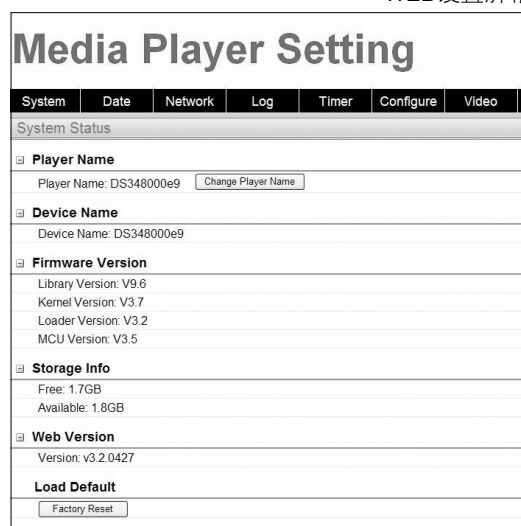 Media Player Setting
System Date Network Log Timer Configure Video
System Status
Player Name
Player Name: DS348000e9 Change Player Name
Device Name
Device Name: DS348000e9
Firmware Version
Library Version: V9.6
Kernel Version: V3.7
Loader Version: V3.2
MCU Version: V3.5
Storage Info
Free: 1.7GB
Available: 1.8GB
Web Version
Version: v3.2.0427
Load Default
Factory Reset